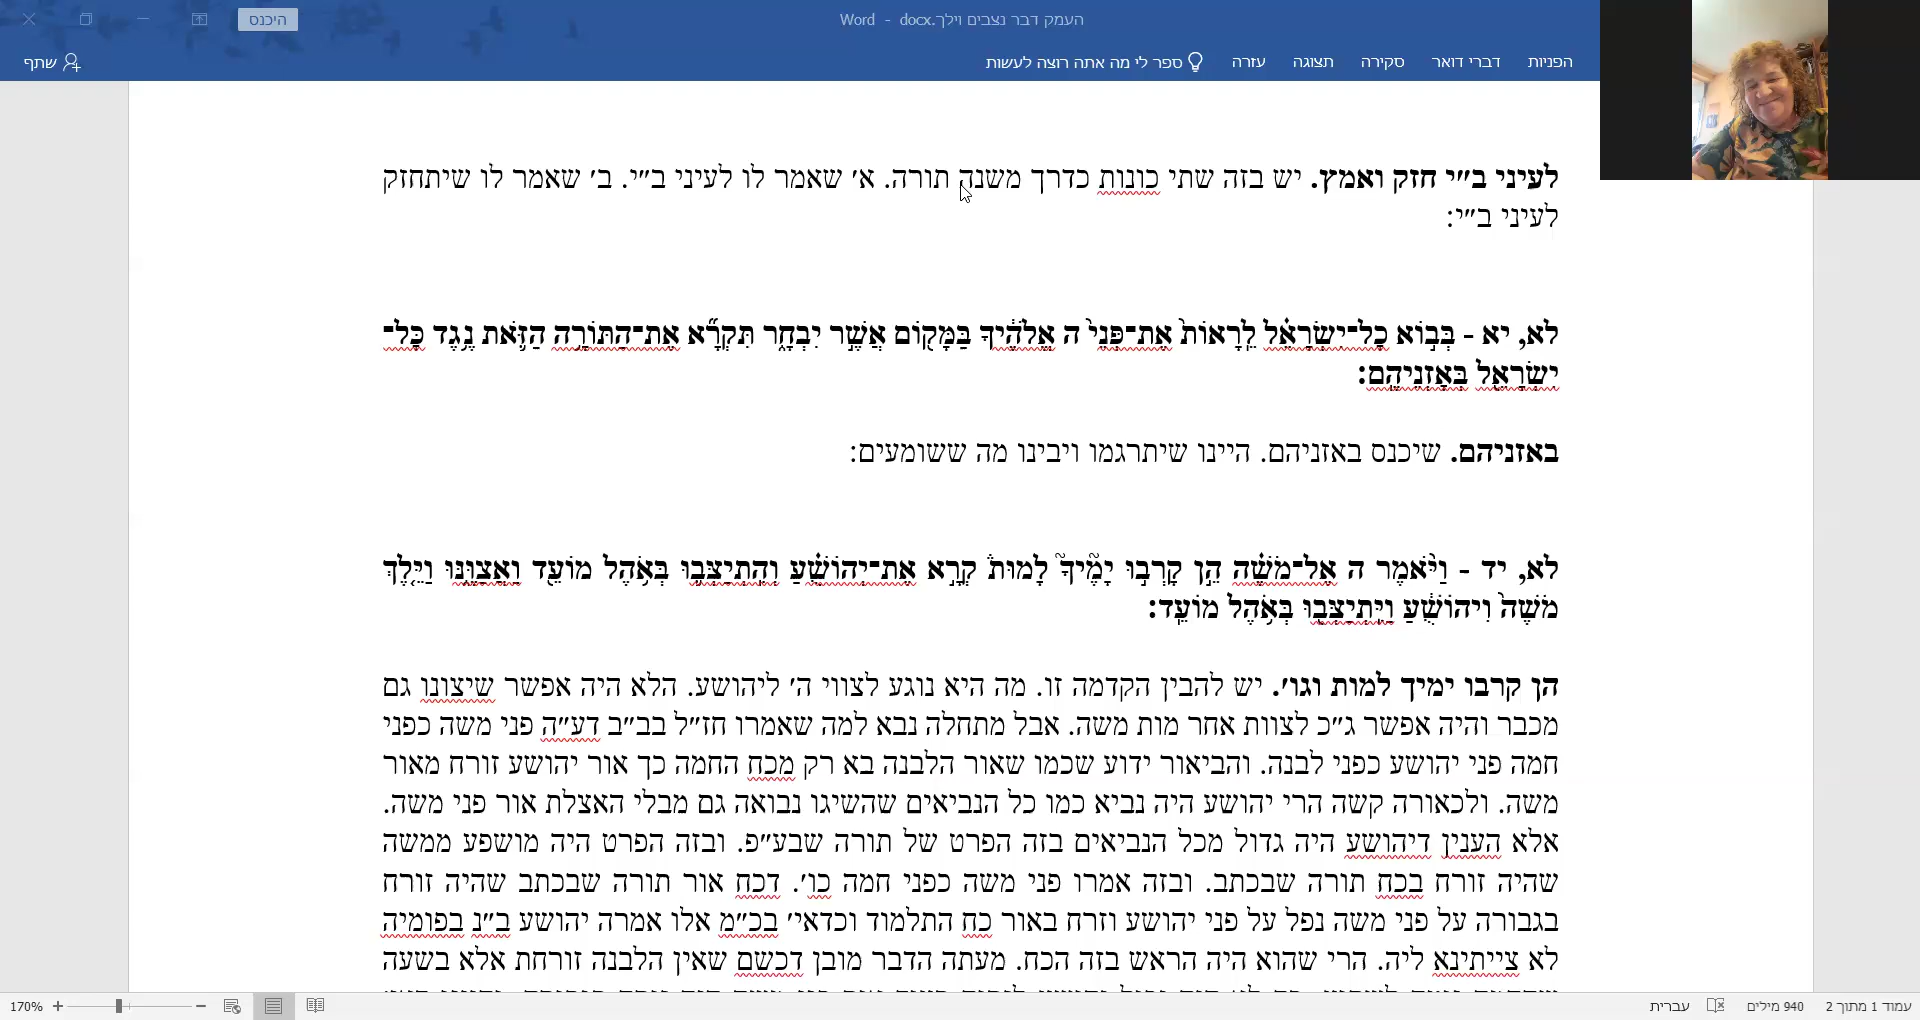 העמק דבר נצבים וילך.docx - Word
היכנס
הפניות דברי דואר סקירה תצוגה עזרה ספר לי מה אתה רוצה לעשות
שתף
לעיני ב״י חזק ואמץ. יש בזה שתי כונות כדרך משנה תורה. א׳ שאמר לו לעיני ב״י. ב׳ שאמר לו שיתחזק
לעיני ב״י:
לא, יא - בְּב֣וֹא כׇל־יִשְׂרָאֵ֗ל לֵֽרָאוֹת֙ אֶת־פְּנֵי֙ ה אֱלֹהֶ֔יךָ בַּמָּק֖וֹם אֲשֶׁ֣ר יִבְחָ֑ר תִּקְרָ֞א אֶת־הַתּוֹרָ֥ה הַזֹּ֛את נֶ֥גֶד כׇּל־
יִשְׂרָאֵ֖ל בְּאׇזְנֵיהֶֽם:
באזניהם. שיכנס באזניהם. היינו שיתרגמו ויבינו מה ששומעים:
לא, יד - וַיֹּ֨אמֶר ה אֶל־מֹשֶׁ֗ה הֵ֣ן קָרְב֣וּ יָמֶ֘יךָ֮ לָמוּת֒ קְרָ֣א אֶת־יְהוֹשֻׁ֗עַ וְהִֽתְיַצְּב֛וּ בְּאֹ֥הֶל מוֹעֵ֖ד וַאֲצַוֶּ֑נּוּ וַיֵּ֤לֶךְ
מֹשֶׁה֙ וִיהוֹשֻׁ֔עַ וַיִּֽתְיַצְּב֖וּ בְּאֹ֥הֶל מוֹעֵֽד:
הן קרבו ימיך למות וגו׳. יש להבין הקדמה זו. מה היא נוגע לצווי ה׳ ליהושע. הלא היה אפשר שיצונו גם
מכבר והיה אפשר ג״כ לצוות אחר מות משה. אבל מתחלה נבא למה שאמרו חז״ל בב״ב דע״ה פני משה כפני
חמה פני יהושע כפני לבנה. והביאור ידוע שכמו שאור הלבנה בא רק מכח החמה כך אור יהושע זורח מאור
משה. ולכאורה קשה הרי יהושע היה נביא כמו כל הנביאים שהשיגו נבואה גם מבלי האצלת אור פני משה.
אלא הענין דיהושע היה גדול מכל הנביאים בזה הפרט של תורה שבע״פ. ובזה הפרט היה מושפע ממשה
שהיה זורח בכח תורה שבכתב. ובזה אמרו פני משה כפני חמה כו׳. דכח אור תורה שבכתב שהיה זורח
בגבורה על פני משה נפל על פני יהושע וזרח באור כח התלמוד וכדאי׳ בכ״מ אלו אמרה יהושע ב״נ בפומיה
לא צייתינא ליה. הרי שהוא היה הראש בזה הכח. מעתה הדבר מובן דכשם שאין הלבנה זורחת אלא בשעה
עמוד 1 מתוך 2 940 מילים עברית 170%